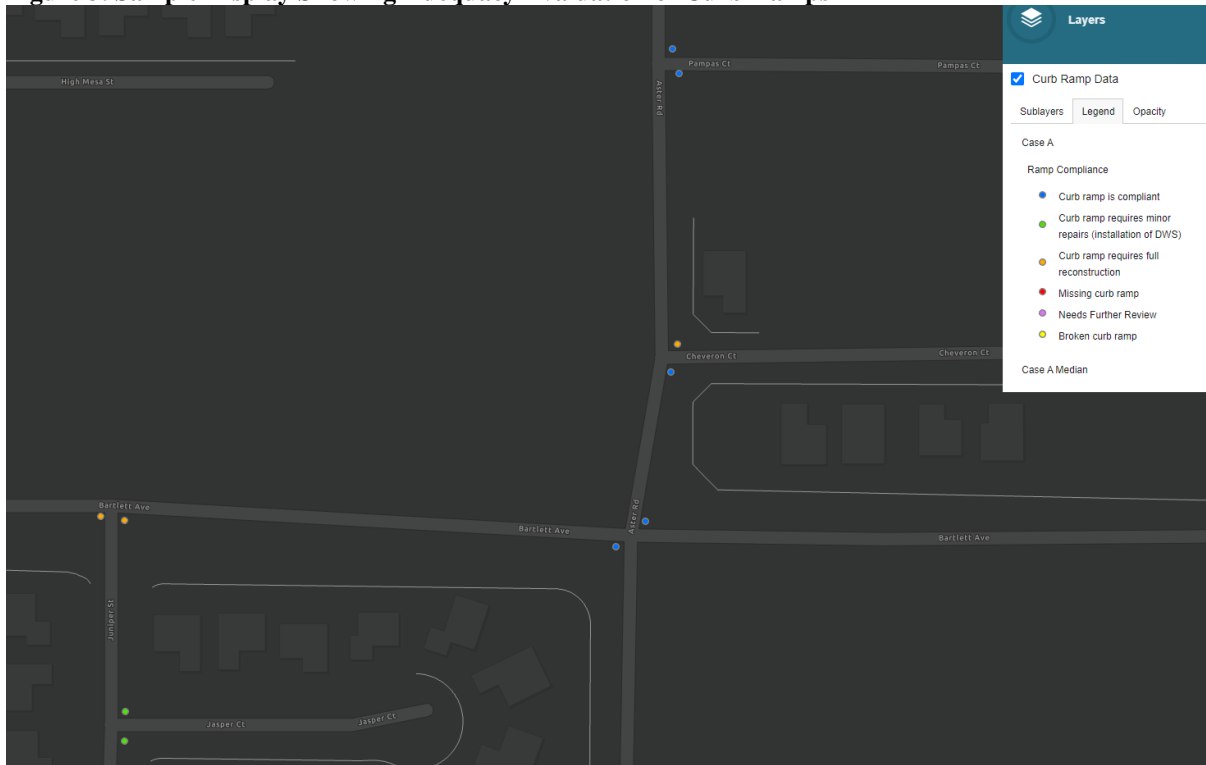 Layers
Curb Ramp Data
Sublayers Legend Opacity
Case A
Ramp Compliance
Curb ramp is compliant
Curb ramp requires minor
repairs (installation of DWS)
Curb ramp requires full
reconstruction
Missing curb ramp
Needs Further Review
Broken curb ramp
Case A Median
High Mesa St
Pampas Ct
Pampas Ct
Aster Rd
Cheveron Ct
Cheveron Ct
Bartlett Ave
Bartlett Ave
Aster Rd
Bartlett Ave
Juniper St
Jasper Ct
Jasper Ct